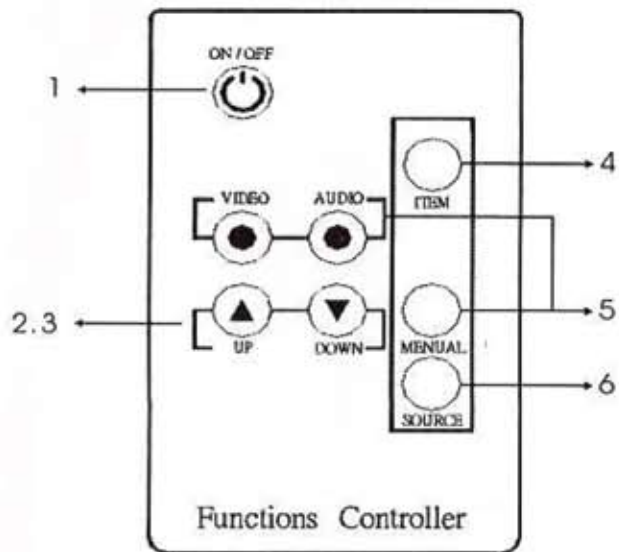 ON / OFF
1
4
VIDEO AUDIO ITEM
2.3
5
UP DOWN MENUAL
6
SOURCE
Functions Controller